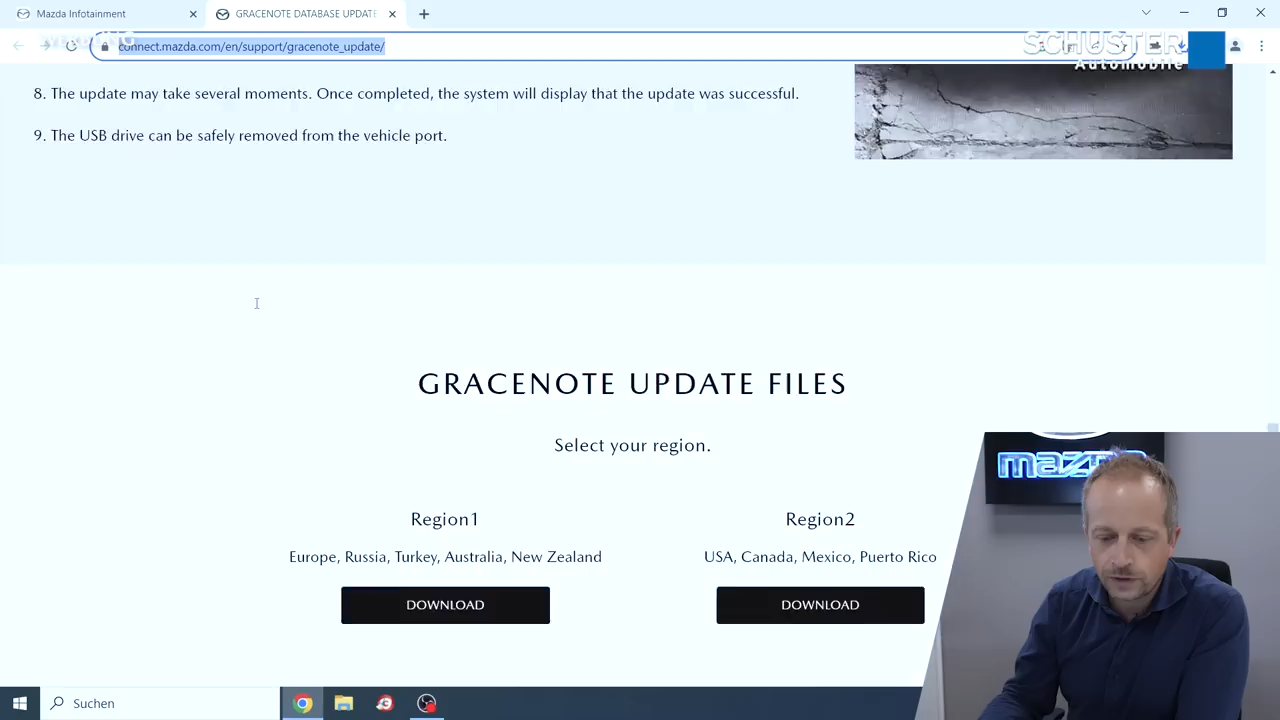 Mazda Infotainment
GRACENOTE DATABASE UPDATE
connect.mazda.com/en/support/gracenote_update/
WERBUNG
SCHUSTER
Automobile
8. The update may take several moments. Once completed, the system will display that the update was successful.
9. The USB drive can be safely removed from the vehicle port.
GRACENOTE UPDATE FILES
Select your region.
Region1
Region2
Europe, Russia, Turkey, Australia, New Zealand
USA, Canada, Mexico, Puerto Rico
DOWNLOAD
DOWNLOAD
mazda
Suchen